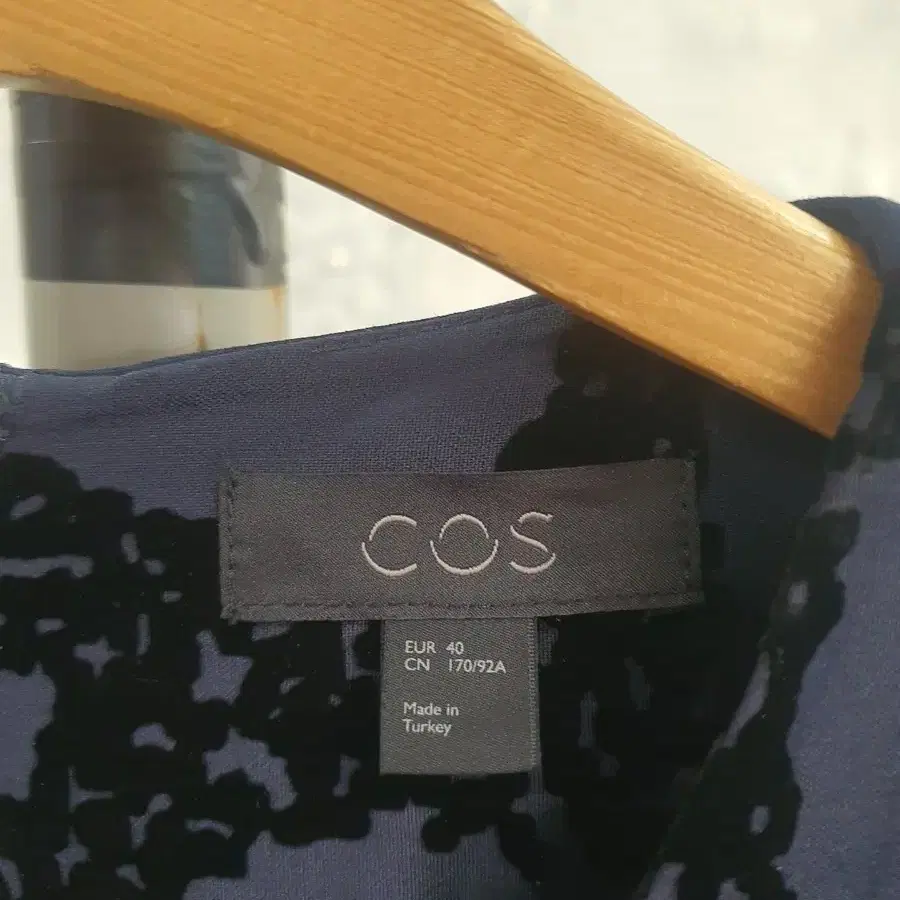 COS
EUR 40
CN 170/92A
Made in
Turkey